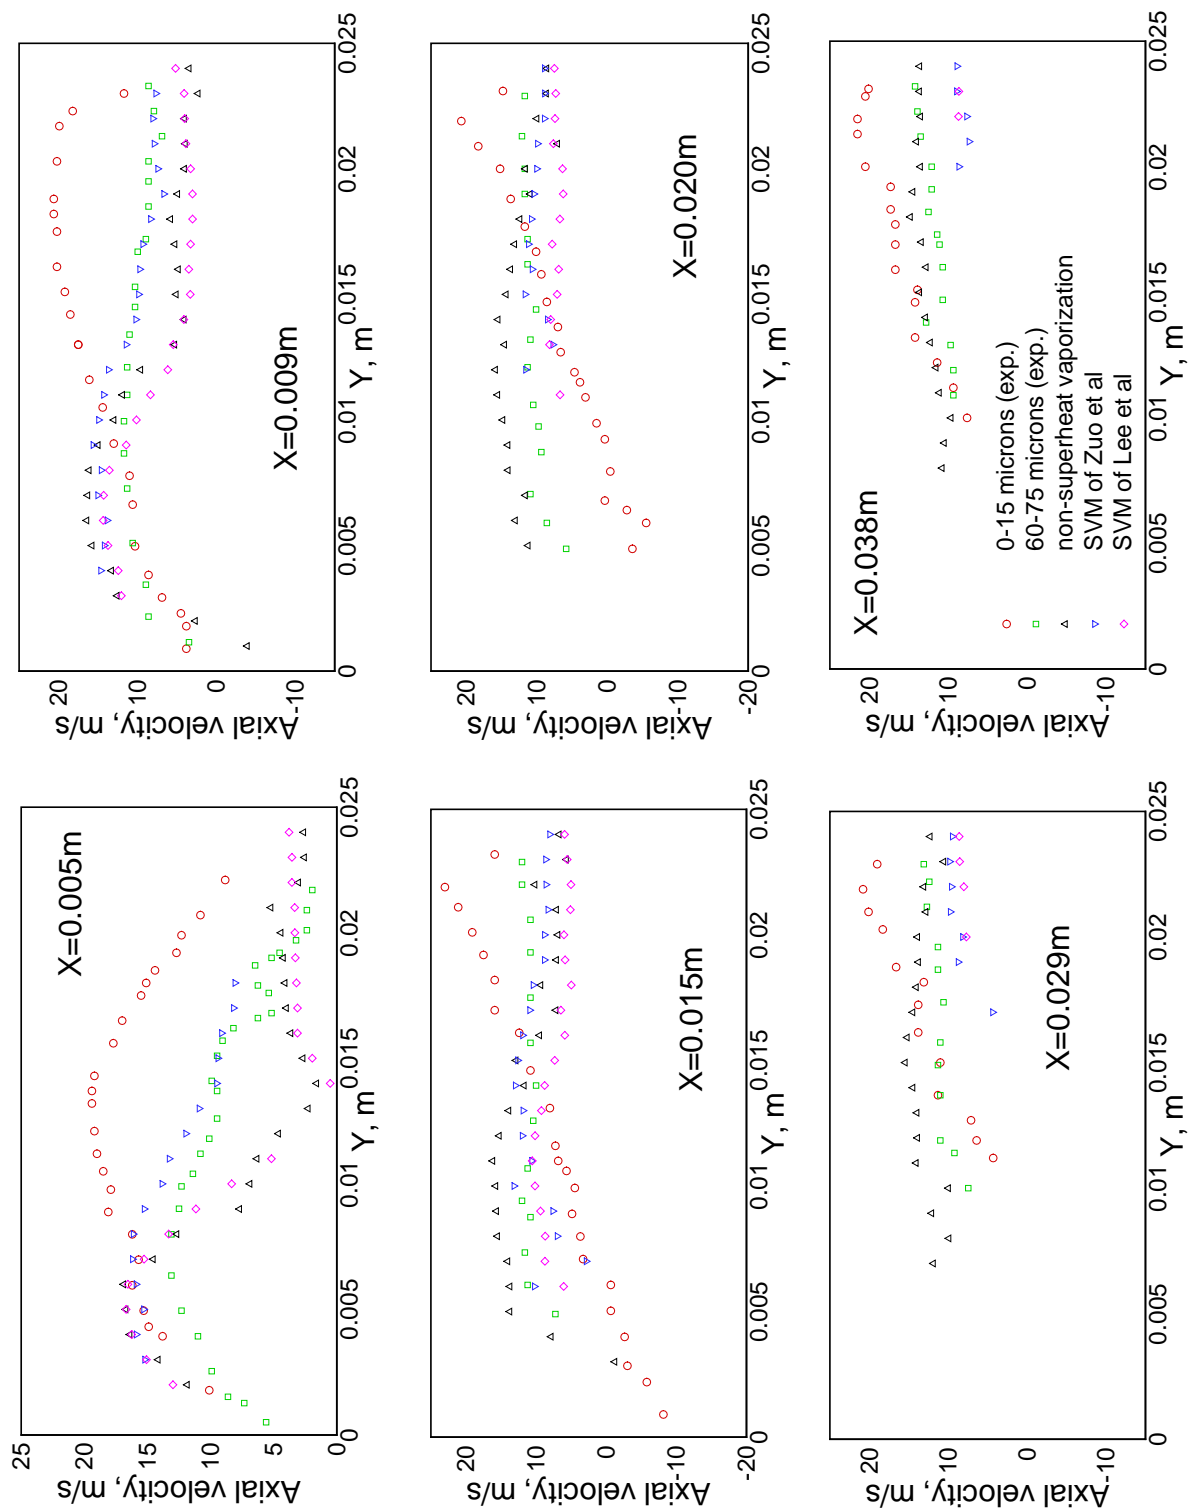 X=0.005m
Axial velocity, m/s
25
20
15
10
5
0
0 0.005 0.01 0.015 0.02 0.025
Y, m
X=0.009m
Axial velocity, m/s
20
10
0
-10
0 0.005 0.01 0.015 0.02 0.025
Y, m
X=0.015m
Axial velocity, m/s
20
10
0
-10
-20
0 0.005 0.01 0.015 0.02 0.025
Y, m
X=0.020m
Axial velocity, m/s
20
10
0
-10
-20
0 0.005 0.01 0.015 0.02 0.025
Y, m
X=0.029m
Axial velocity, m/s
20
10
0
-10
0 0.005 0.01 0.015 0.02 0.025
Y, m
X=0.038m
Axial velocity, m/s
20
10
0
-10
0-15 microns (exp.)
60-75 microns (exp.)
non-superheat vaporization
SVM of Zuo et al
SVM of Lee et al
0 0.005 0.01 0.015 0.02 0.025
Y, m